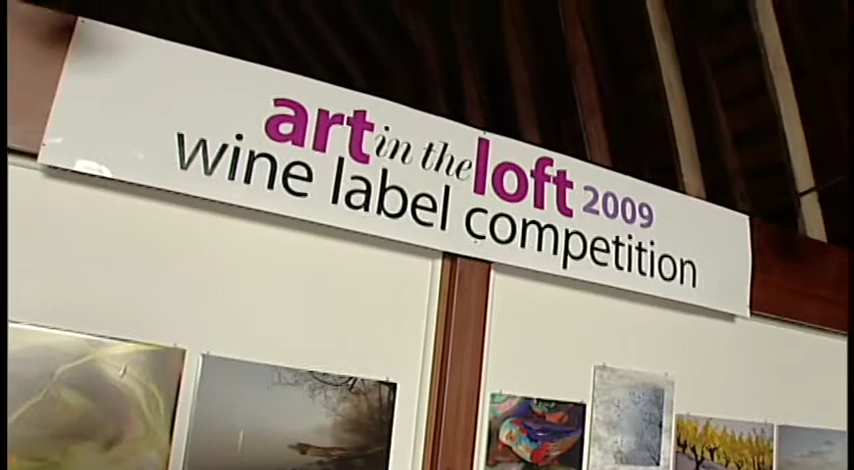 art in the loft 2009
wine label competition